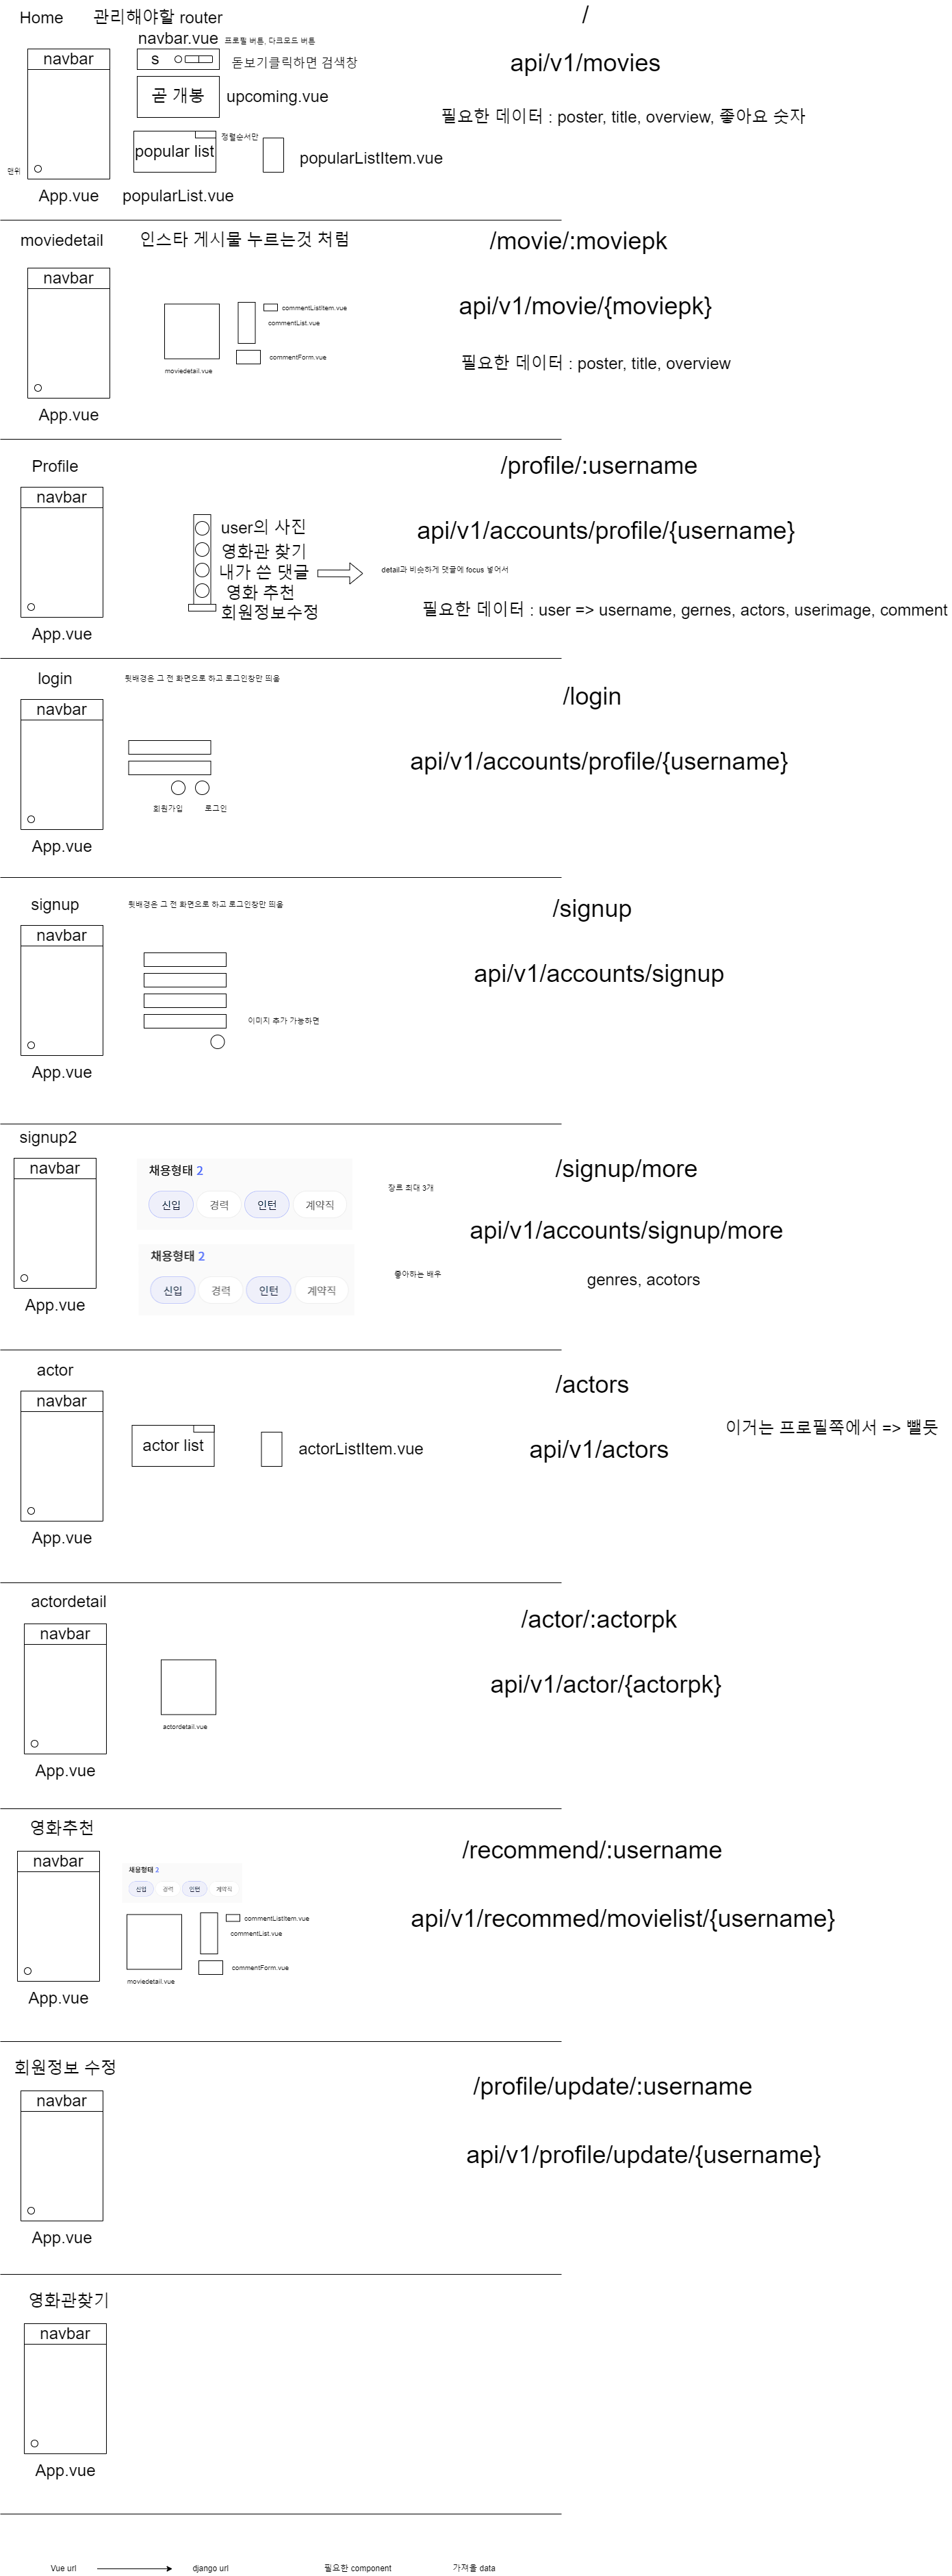 Home 관리해야할 router /
navbar.vue 프로필 버튼, 다크모드 버튼
navbar s 돋보기클릭하면 검색창 api/v1/movies
곧 개봉 upcoming.vue
필요한 데이터 : poster, title, overview, 좋아요 숫자
정렬순서만
popular list popularListItem.vue
맨위
App.vue popularList.vue
moviedetail 인스타 게시물 누르는것 처럼 /movie/:moviepk
navbar
commentListItem.vue api/v1/movie/{moviepk}
commentList.vue
commentForm.vue 필요한 데이터 : poster, title, overview
moviedetail.vue
App.vue
Profile /profile/:username
navbar
user의 사진 api/v1/accounts/profile/{username}
영화관 찾기
내가 쓴 댓글 detail과 비슷하게 댓글에 focus 넣어서
영화 추천
회원정보수정 필요한 데이터 : user => username, gernes, actors, userimage, comment
App.vue
login 뒷배경은 그 전 화면으로 하고 로그인창만 띄움 /login
navbar
api/v1/accounts/profile/{username}
회원가입 로그인
App.vue
signup 뒷배경은 그 전 화면으로 하고 로그인창만 띄움 /signup
navbar
api/v1/accounts/signup
이미지 추가 가능하면
App.vue
signup2
navbar 채용형태 2 /signup/more
장르 최대 3개
신입 경력 인턴 계약직
api/v1/accounts/signup/more
채용형태 2
좋아하는 배우 genres, acotors
신입 경력 인턴 계약직
App.vue
actor /actors
navbar
이거는 프로필쪽에서 => 뺄듯
actor list actorListItem.vue api/v1/actors
App.vue
actordetail /actor/:actorpk
navbar
api/v1/actor/{actorpk}
actordetail.vue
App.vue
영화추천 /recommend/:username
navbar
채용형태 2
신입 경력 인턴 계약직
commentListItem.vue api/v1/recommed/movielist/{username}
commentList.vue
commentForm.vue
moviedetail.vue
App.vue
회원정보 수정 /profile/update/:username
navbar
api/v1/profile/update/{username}
App.vue
영화관찾기
navbar
App.vue
Vue url django url 필요한 component 가져올 data